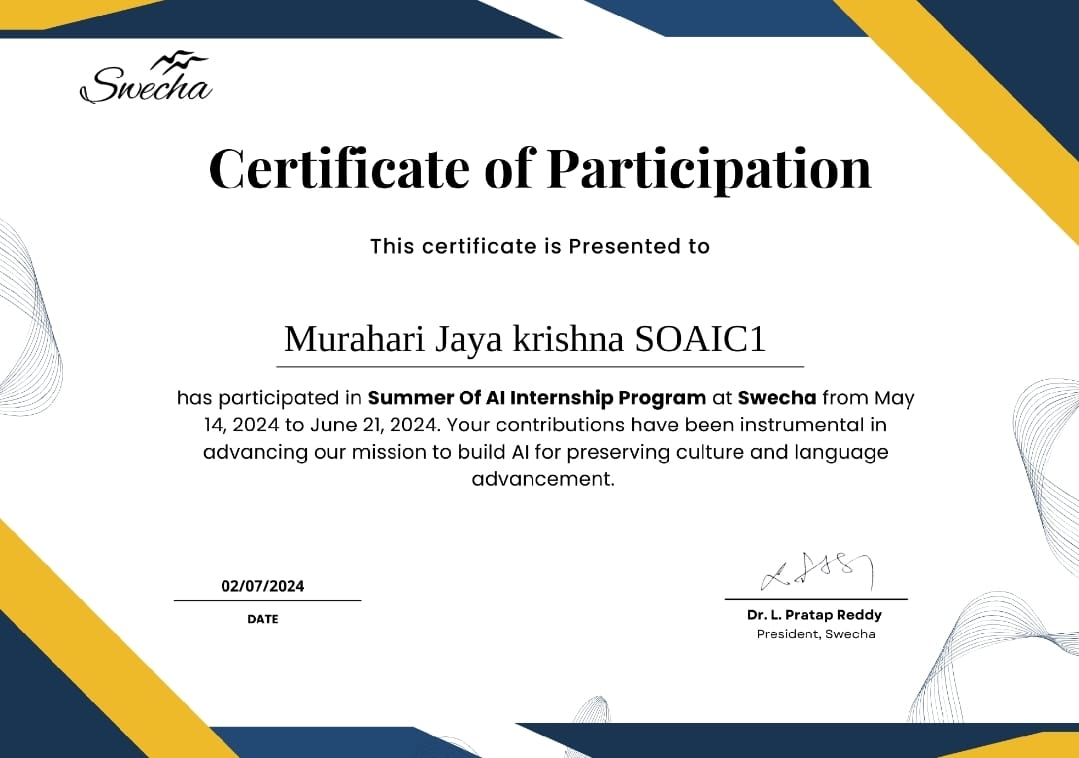 Swecha
Certificate of Participation
This certificate is Presented to
Murahari Jaya krishna SOAIC1
has participated in Summer Of AI Internship Program at Swecha from May
14, 2024 to June 21, 2024. Your contributions have been instrumental in
advancing our mission to build AI for preserving culture and language
advancement.
02/07/2024
DATE
Dr. L. Pratap Reddy
President, Swecha